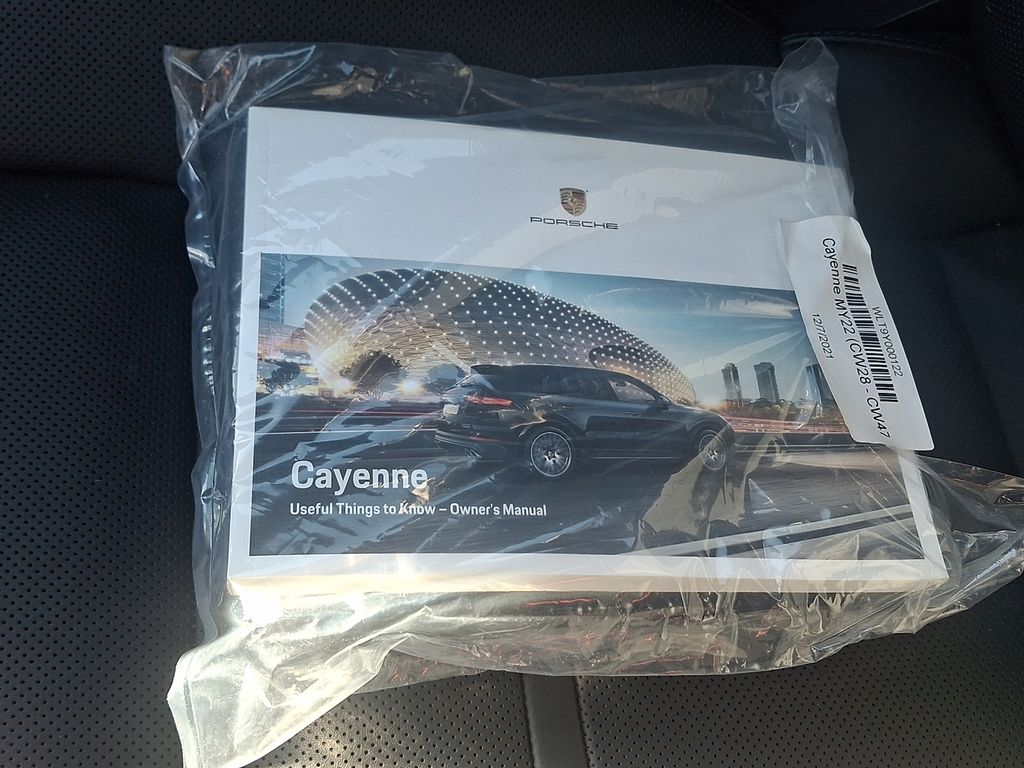 PORSCHE
Cayenne
Useful Things to Know – Owner's Manual
WLT9Y000122
Cayenne MY22 (CW28 - CW47
12/7/2021